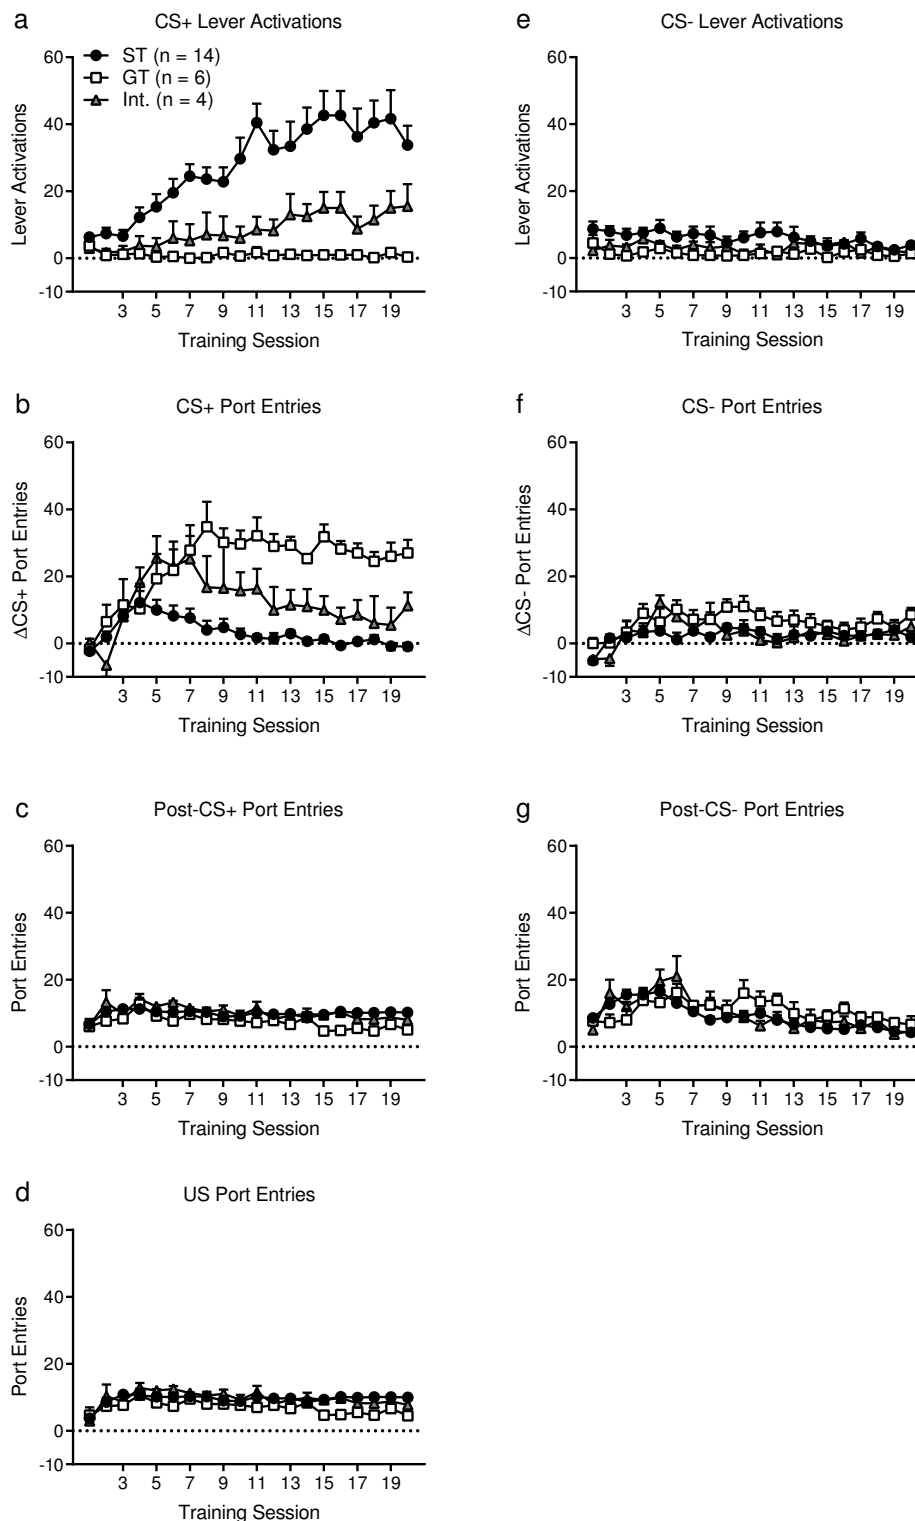 a
CS+ Lever Activations
ST (n = 14)
GT (n = 6)
Int. (n = 4)
Lever Activations
60
40
20
0
-10
3 5 7 9 11 13 15 17 19
Training Session
e
CS- Lever Activations
Lever Activations
60
40
20
0
-10
3 5 7 9 11 13 15 17 19
Training Session
b
CS+ Port Entries
ΔCS+ Port Entries
60
40
20
0
-10
3 5 7 9 11 13 15 17 19
Training Session
f
CS- Port Entries
ΔCS- Port Entries
60
40
20
0
-10
3 5 7 9 11 13 15 17 19
Training Session
c
Post-CS+ Port Entries
Port Entries
60
40
20
0
-10
3 5 7 9 11 13 15 17 19
Training Session
g
Post-CS- Port Entries
Port Entries
60
40
20
0
-10
3 5 7 9 11 13 15 17 19
Training Session
d
US Port Entries
Port Entries
60
40
20
0
-10
3 5 7 9 11 13 15 17 19
Training Session